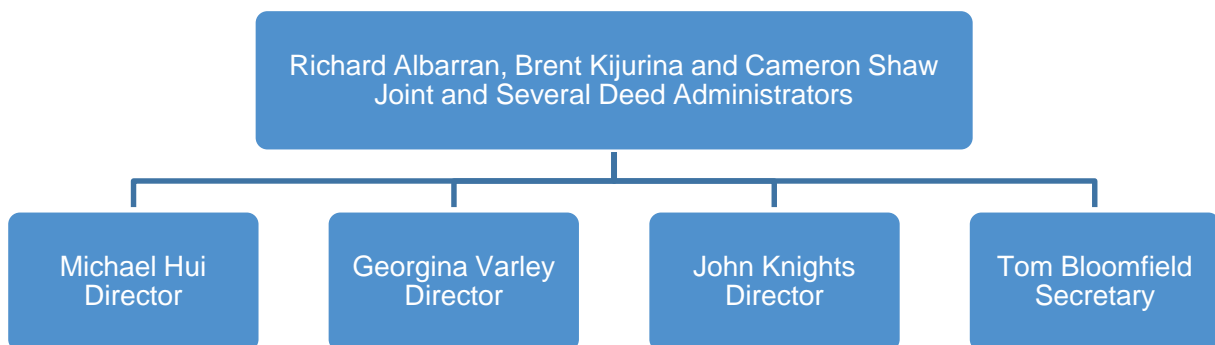 Richard Albarran, Brent Kijurina and Cameron Shaw
Joint and Several Deed Administrators
Michael Hui
Director
Georgina Varley
Director
John Knights
Director
Tom Bloomfield
Secretary